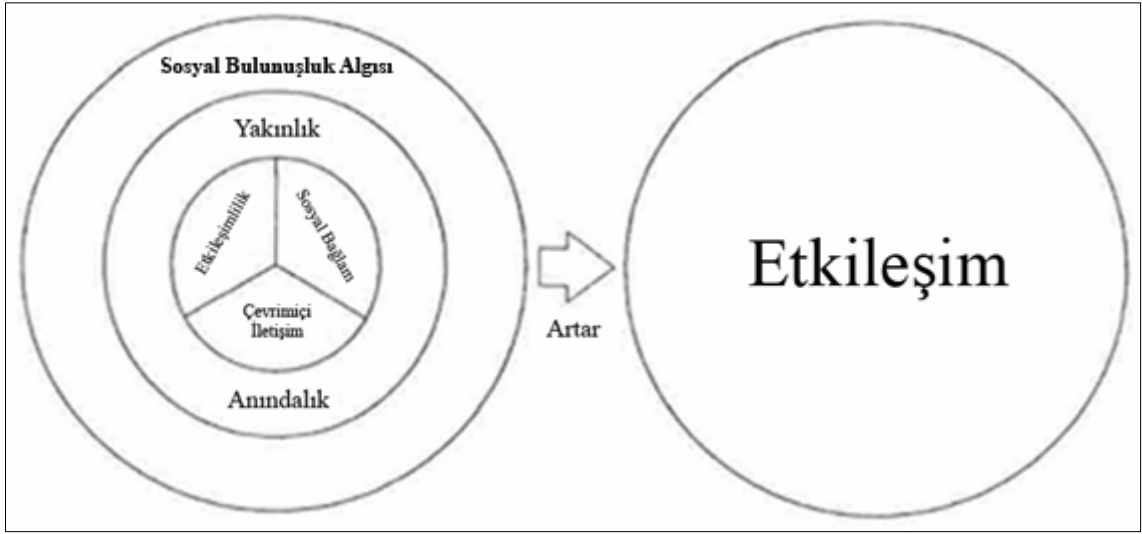 Sosyal Bulunuşluk Algısı
Yakınlık
Etkileşimlilik
Sosyal Bağlam
Çevrimiçi
İletişim
Anındalık
Artar
Etkileşim